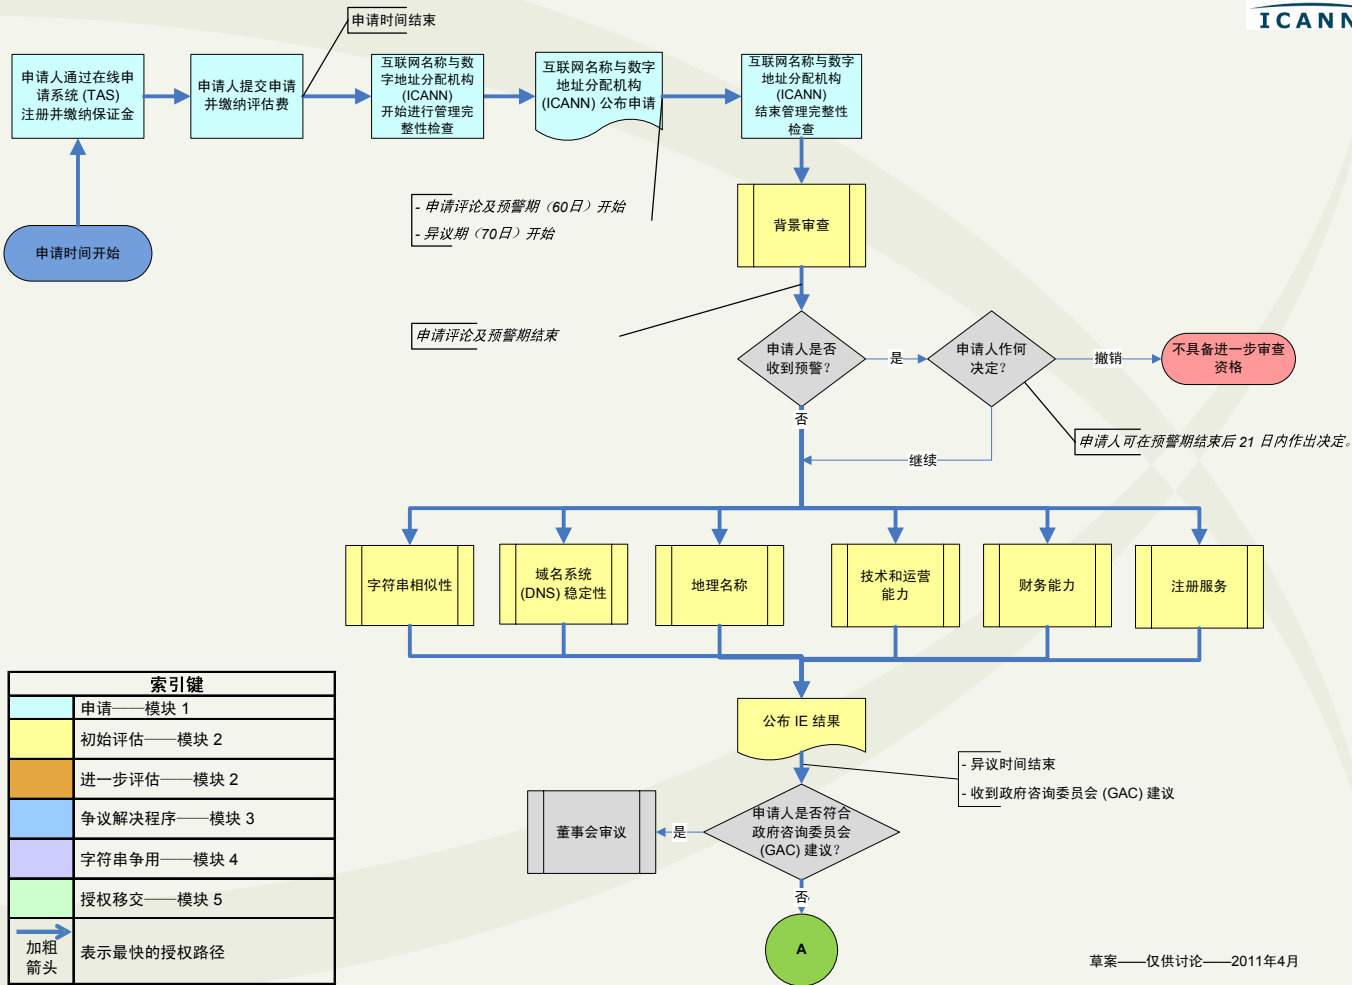 申请时间结束
ICANN
申请人通过在线申
请系统 (TAS)
注册并缴纳保证金
申请人提交申请
并缴纳评估费
互联网名称与数
字地址分配机构
(ICANN)
开始进行管理完
整性检查
互联网名称与数字
地址分配机构
(ICANN) 公布申请
互联网名称与数字
地址分配机构
(ICANN)
结束管理完整性
检查
- 申请评论及预警期（60日）开始
- 异议期（70日）开始
背景审查
申请时间开始
申请评论及预警期结束
申请人是否
收到预警？
是
申请人作何
决定？
撤销
不具备进一步审查
资格
否
申请人可在预警期结束后 21 日内作出决定。
继续
字符串相似性
域名系统
(DNS) 稳定性
地理名称
技术和运营
能力
财务能力
注册服务
公布 IE 结果
- 异议时间结束
- 收到政府咨询委员会 (GAC) 建议
董事会审议
是
申请人是否符合
政府咨询委员会
(GAC) 建议？
否
A
索引键
申请——模块 1
初始评估——模块 2
进一步评估——模块 2
争议解决程序——模块 3
字符串争用——模块 4
授权移交——模块 5
加粗
箭头
表示最快的授权路径
草案——仅供讨论——2011年4月